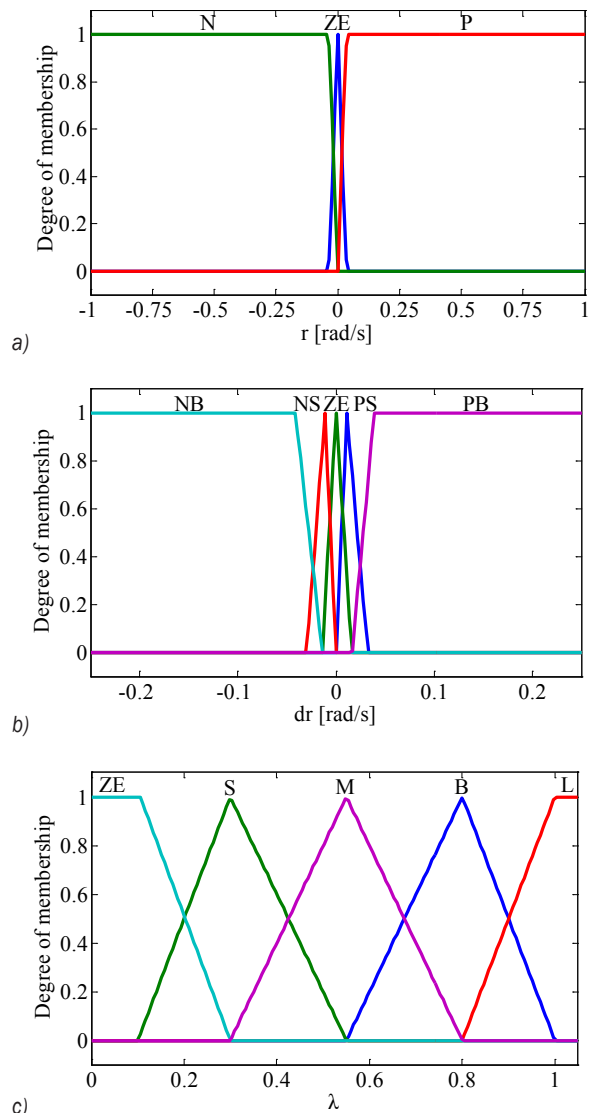 N ZE P
Degree of membership
1
0.8
0.6
0.4
0.2
0
-1 -0.75 -0.5 -0.25 0 0.25 0.5 0.75 1
r [rad/s]
a)
NB NS ZE PS PB
Degree of membership
1
0.8
0.6
0.4
0.2
0
-0.2 -0.1 0 0.1 0.2
dr [rad/s]
b)
ZE S M B L
Degree of membership
1
0.8
0.6
0.4
0.2
0
0 0.2 0.4 0.6 0.8 1
λ
c)